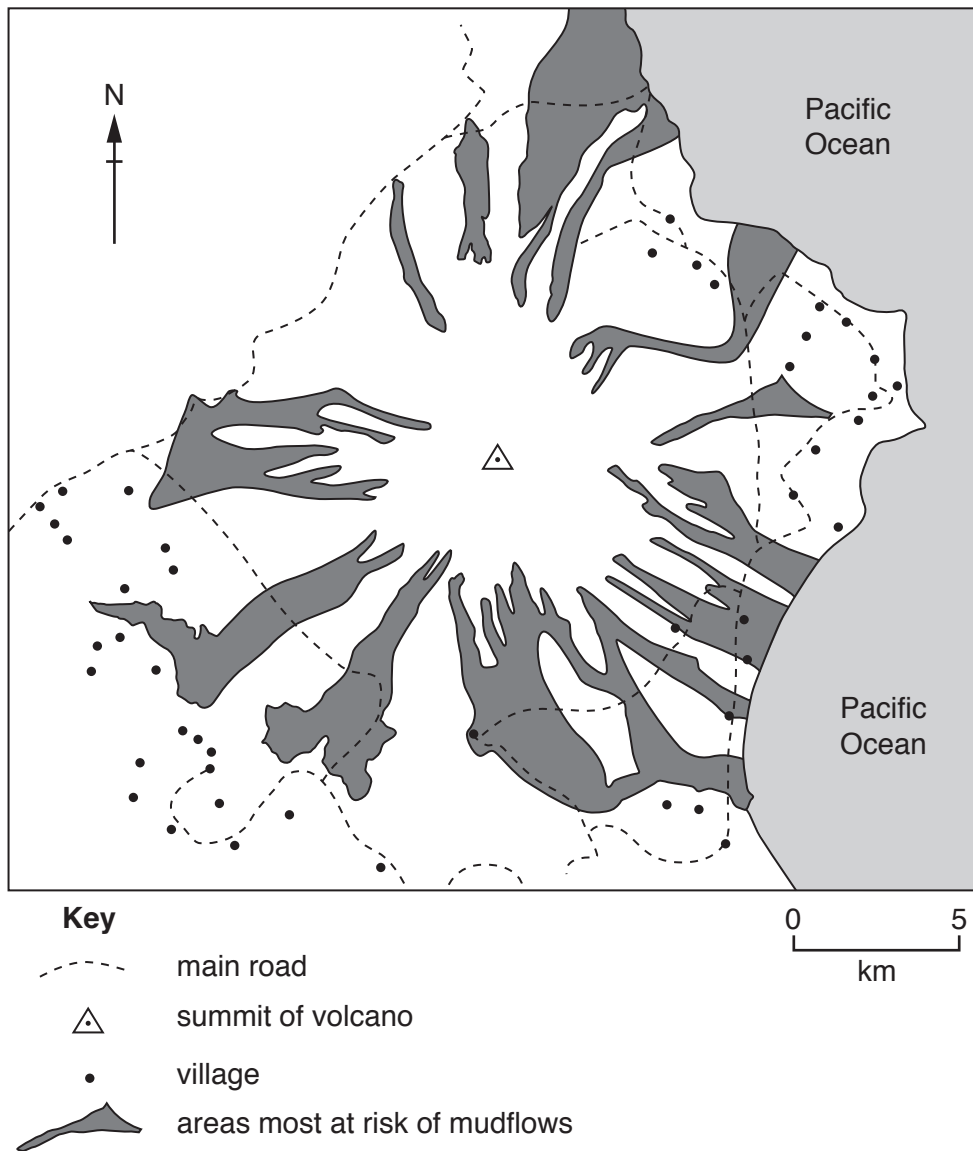 N
Pacific
Ocean
Pacific
Ocean
Key
0 5
km
main road
summit of volcano
village
areas most at risk of mudflows